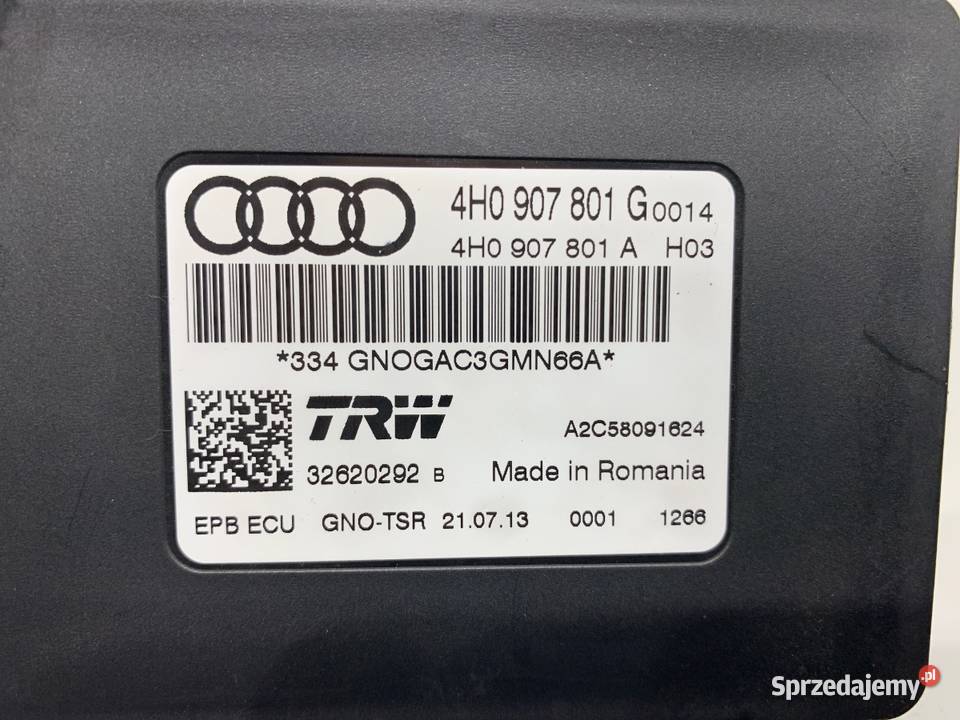 4H0 907 801 G 0014
4H0 907 801 A H03
*334 GNOGAC3GMN66A*
TRW
A2C58091624
32620292 B Made in Romania
EPB ECU GNO-TSR 21.07.13 0001 1266
Sprzedajemy.pl